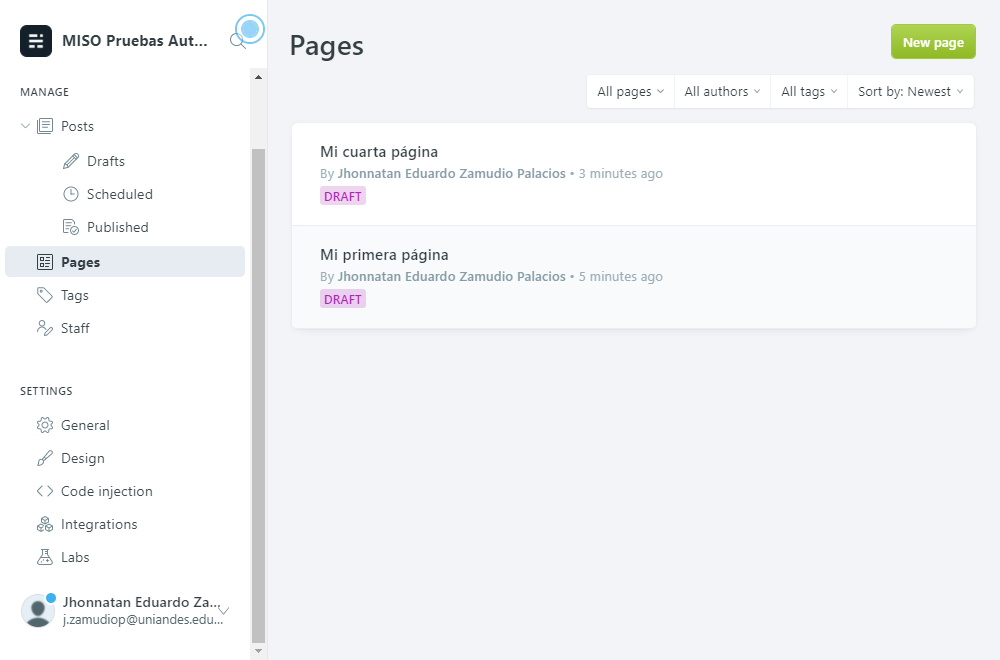 MISO Pruebas Aut...
MANAGE
Posts
Drafts
Scheduled
Published
Pages
Tags
Staff
SETTINGS
General
Design
Code injection
Integrations
Labs
Jhonnatan Eduardo Za...
j.zamudiop@uniandes.edu...
Pages
New page
All pages
All authors
All tags
Sort by: Newest
Mi cuarta página
By Jhonnatan Eduardo Zamudio Palacios • 3 minutes ago
DRAFT
Mi primera página
By Jhonnatan Eduardo Zamudio Palacios • 5 minutes ago
DRAFT